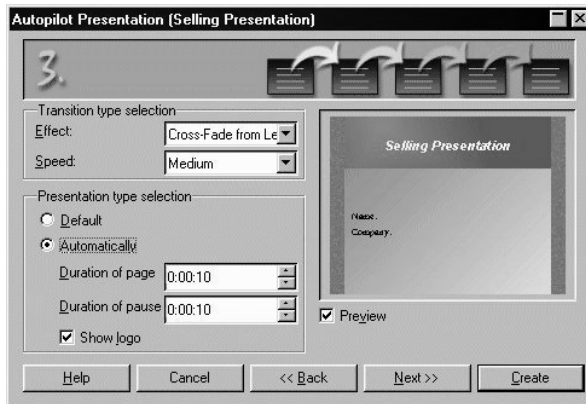 Autopilot Presentation (Selling Presentation)
3.
Transition type selection
Effect: Cross-Fade from Le
Speed: Medium
Presentation type selection
Default
Automatically
Duration of page 0:00:10
Duration of pause 0:00:10
Show logo
Selling Presentation
Name.
Company.
Preview
Help Cancel << Back Next >> Create